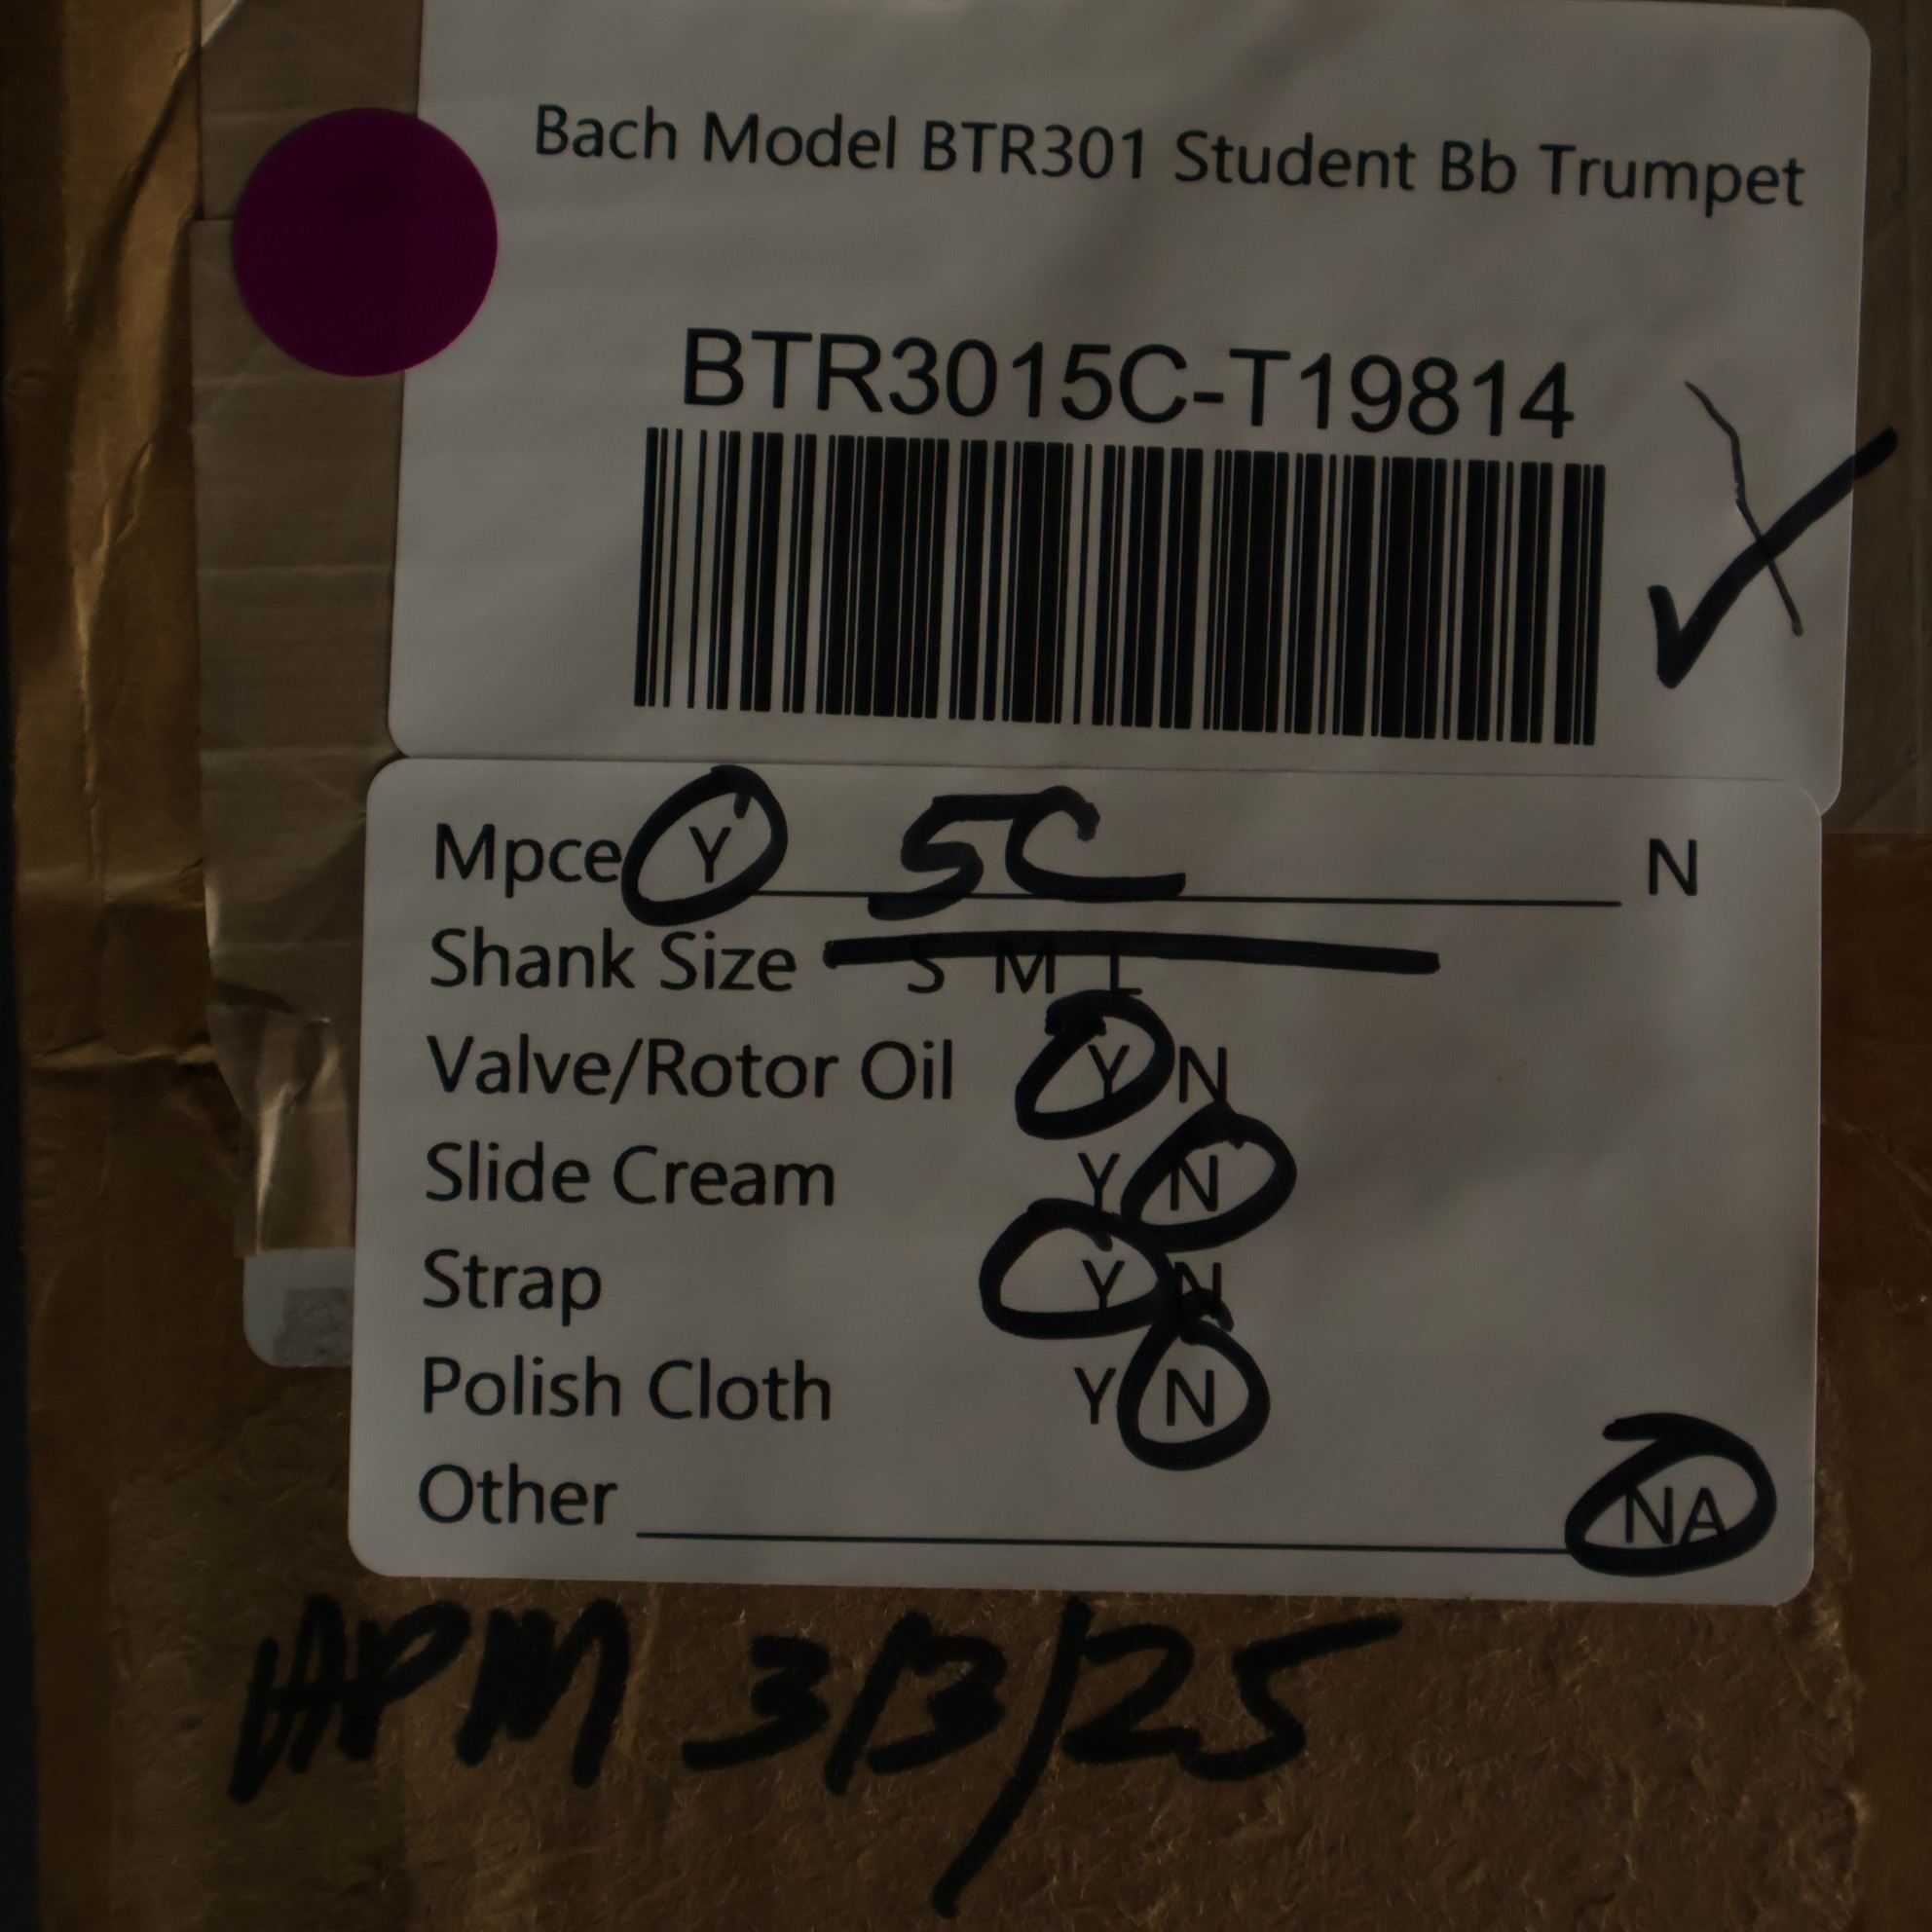 Bach Model BTR301 Student Bb Trumpet
BTR3015C-T19814
Mpce Y 5C N
Shank Size S M L
Valve/Rotor Oil Y N
Slide Cream Y N
Strap Y N
Polish Cloth Y N
Other NA
APM 3/3/25